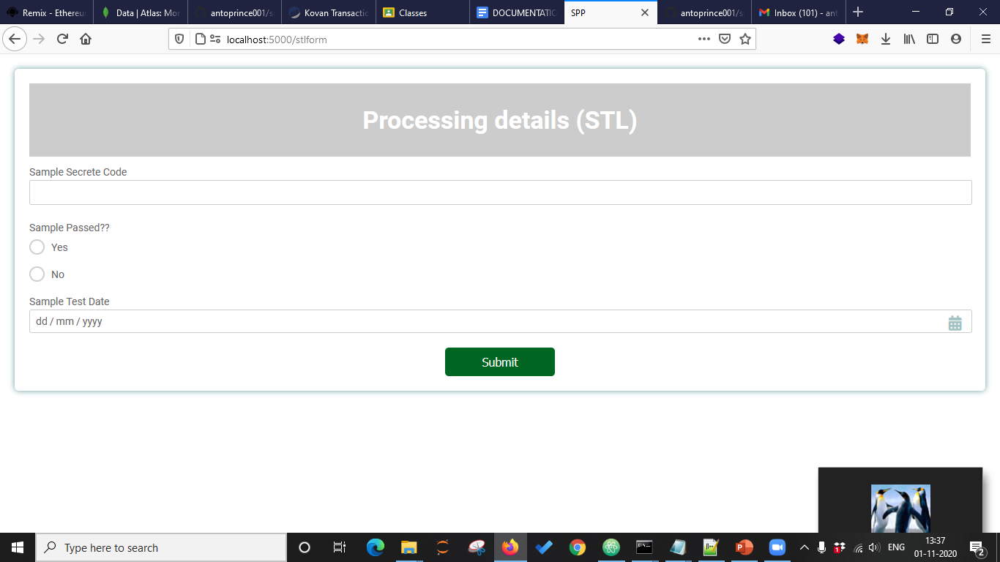 Remix - Ethereu
Data | Atlas: Mon
antoprince001/s
Kovan Transactio
Classes
DOCUMENTATIO
SPP
antoprince001/s
Inbox (101) - ant
localhost:5000/stlform
Processing details (STL)
Sample Secrete Code
Sample Passed??
Yes
No
Sample Test Date
dd / mm / yyyy
Submit
Type here to search
ENG
13:37
01-11-2020
2